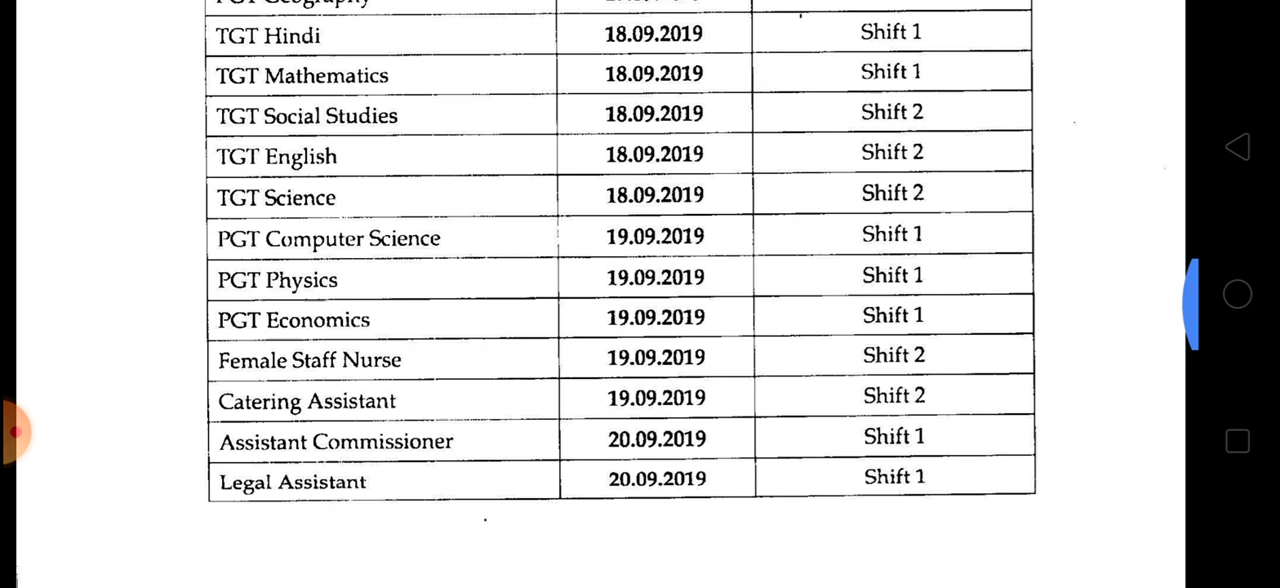 TGT Hindi 18.09.2019 Shift 1
TGT Mathematics 18.09.2019 Shift 1
TGT Social Studies 18.09.2019 Shift 2
TGT English 18.09.2019 Shift 2
TGT Science 18.09.2019 Shift 2
PGT Computer Science 19.09.2019 Shift 1
PGT Physics 19.09.2019 Shift 1
PGT Economics 19.09.2019 Shift 1
Female Staff Nurse 19.09.2019 Shift 2
Catering Assistant 19.09.2019 Shift 2
Assistant Commissioner 20.09.2019 Shift 1
Legal Assistant 20.09.2019 Shift 1